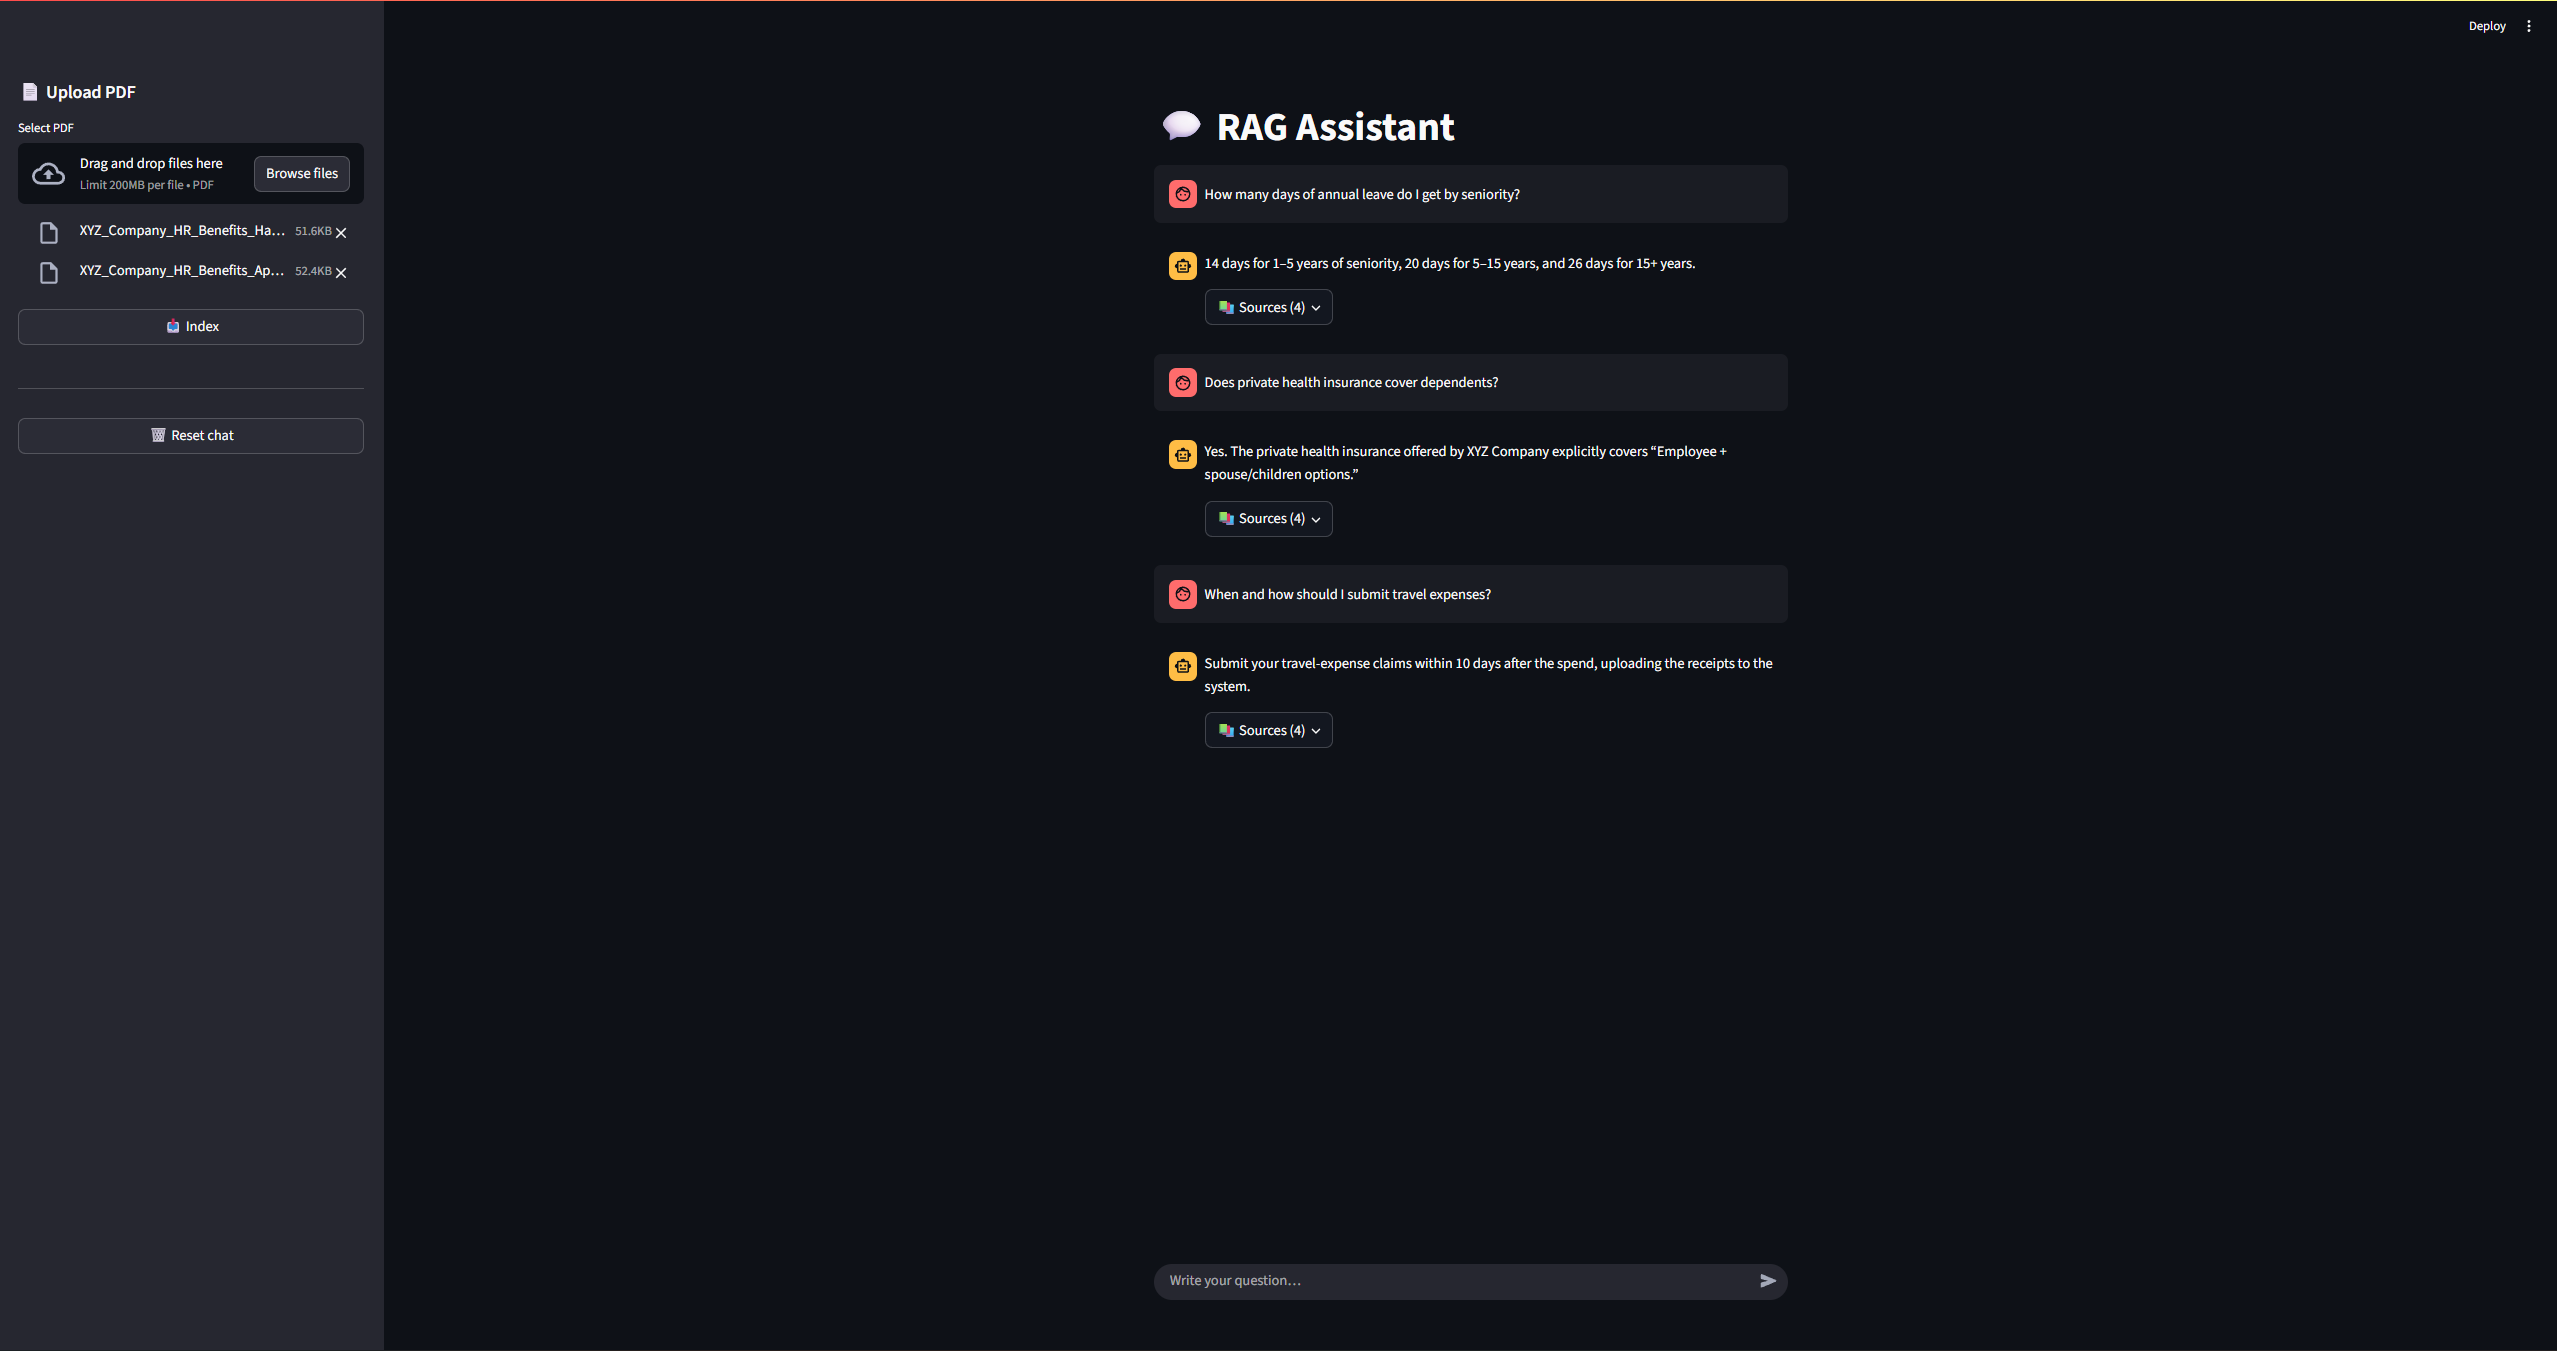 Deploy
Upload PDF
Select PDF
Drag and drop files here
Limit 200MB per file • PDF
Browse files
XYZ_Company_HR_Benefits_Ha... 51.6KB
XYZ_Company_HR_Benefits_Ap... 52.4KB
Index
Reset chat
RAG Assistant
How many days of annual leave do I get by seniority?
14 days for 1–5 years of seniority, 20 days for 5–15 years, and 26 days for 15+ years.
Sources (4)
Does private health insurance cover dependents?
Yes. The private health insurance offered by XYZ Company explicitly covers “Employee +
spouse/children options.”
Sources (4)
When and how should I submit travel expenses?
Submit your travel-expense claims within 10 days after the spend, uploading the receipts to the
system.
Sources (4)
Write your question…